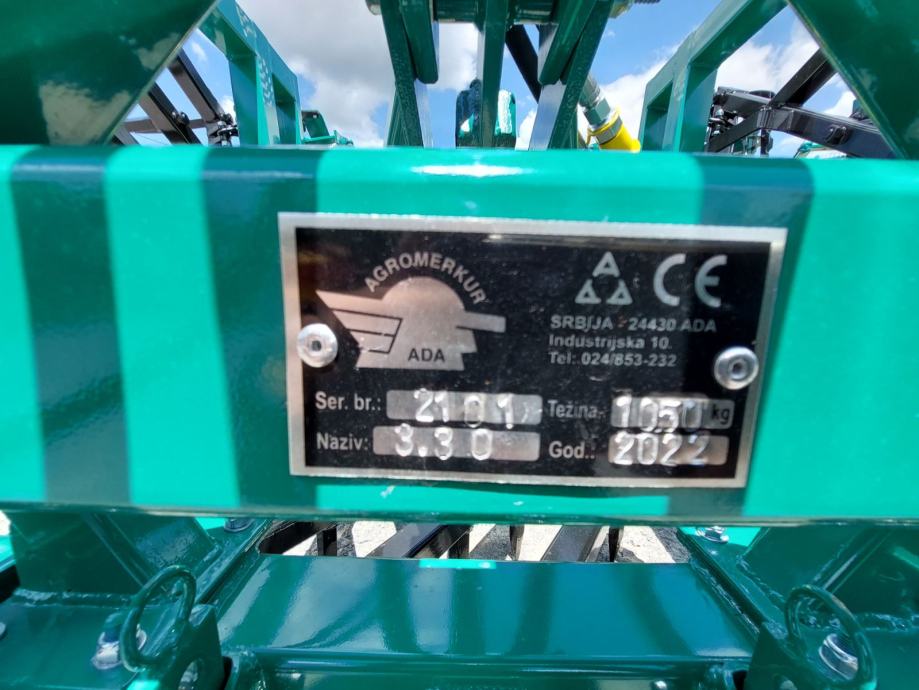 AGROMERKUR
ADA
CE
SRBIJA - 24430 ADA
Industrijska 10.
Tel: 024/853-232
Ser. br.: 2101
Težina: 1050 kg
Naziv: 3.30
God.: 2022